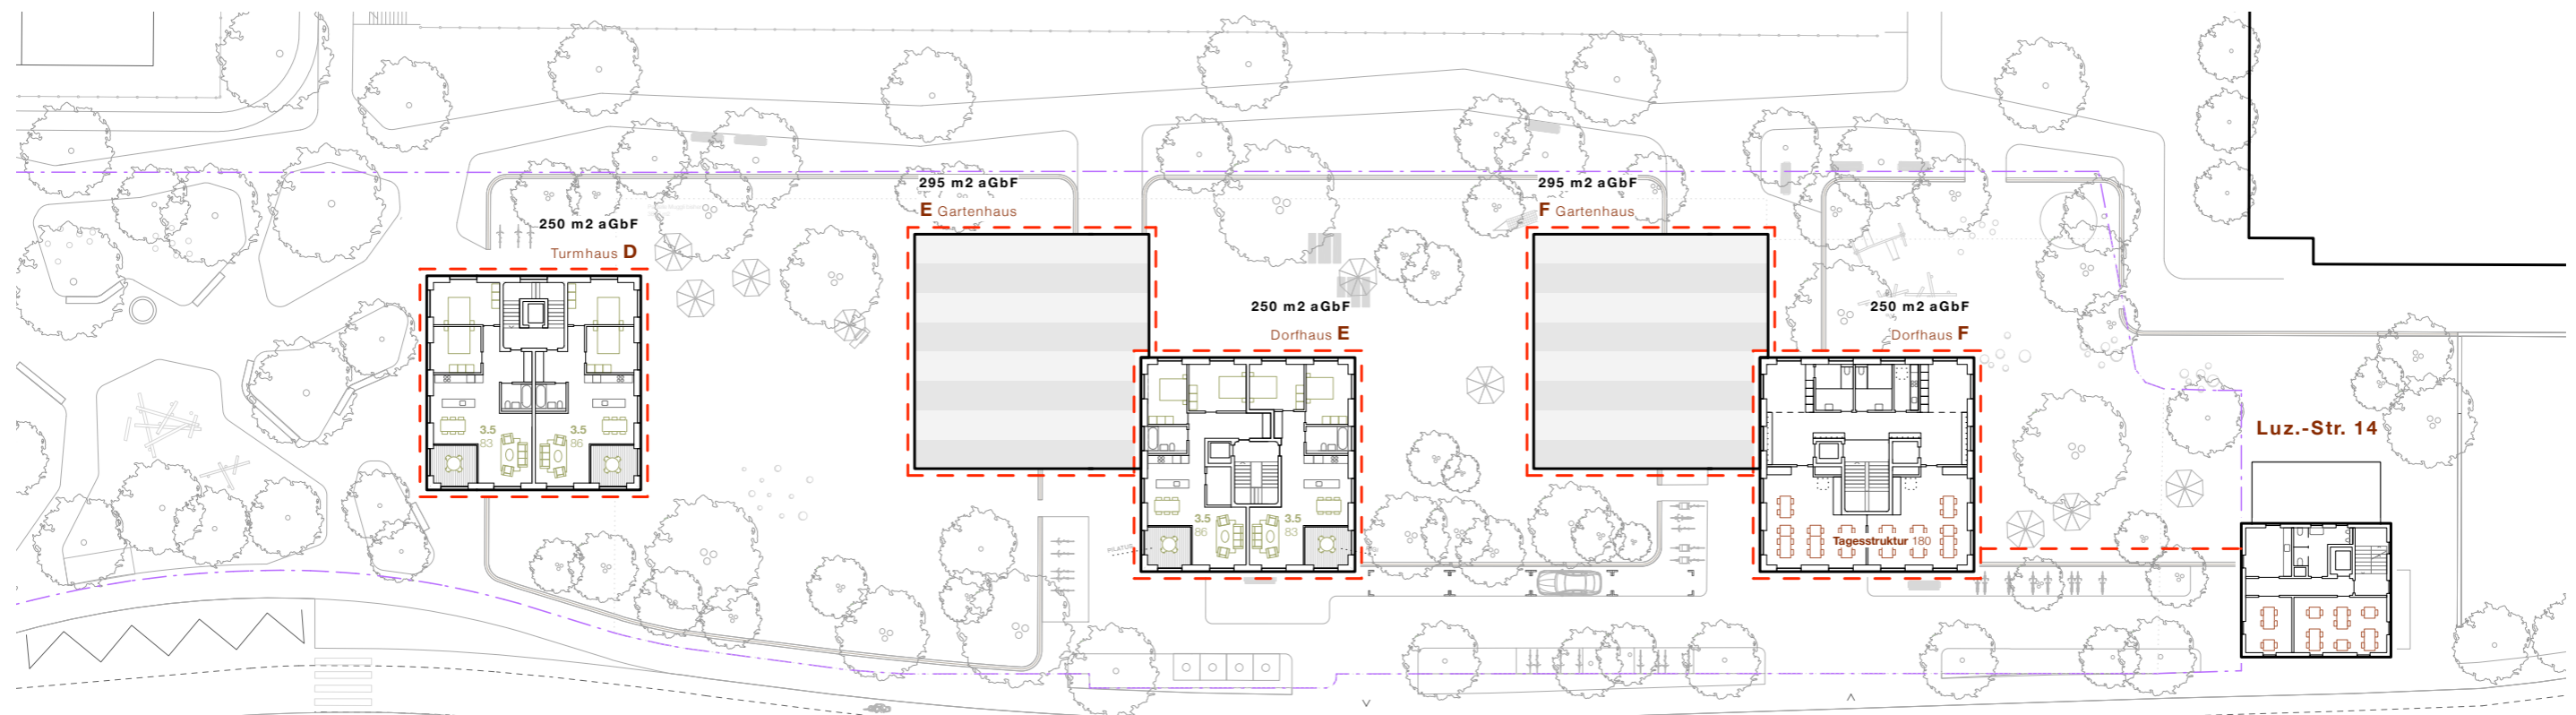 295 m2 aGbF
E Gartenhaus
295 m2 aGbF
F Gartenhaus
250 m2 aGbF
Turmhaus D
250 m2 aGbF
Dorfhaus E
250 m2 aGbF
Dorfhaus F
3.5
83
3.5
86
Luz.-Str. 14
3.5
86
3.5
83
Tagesstruktur 180